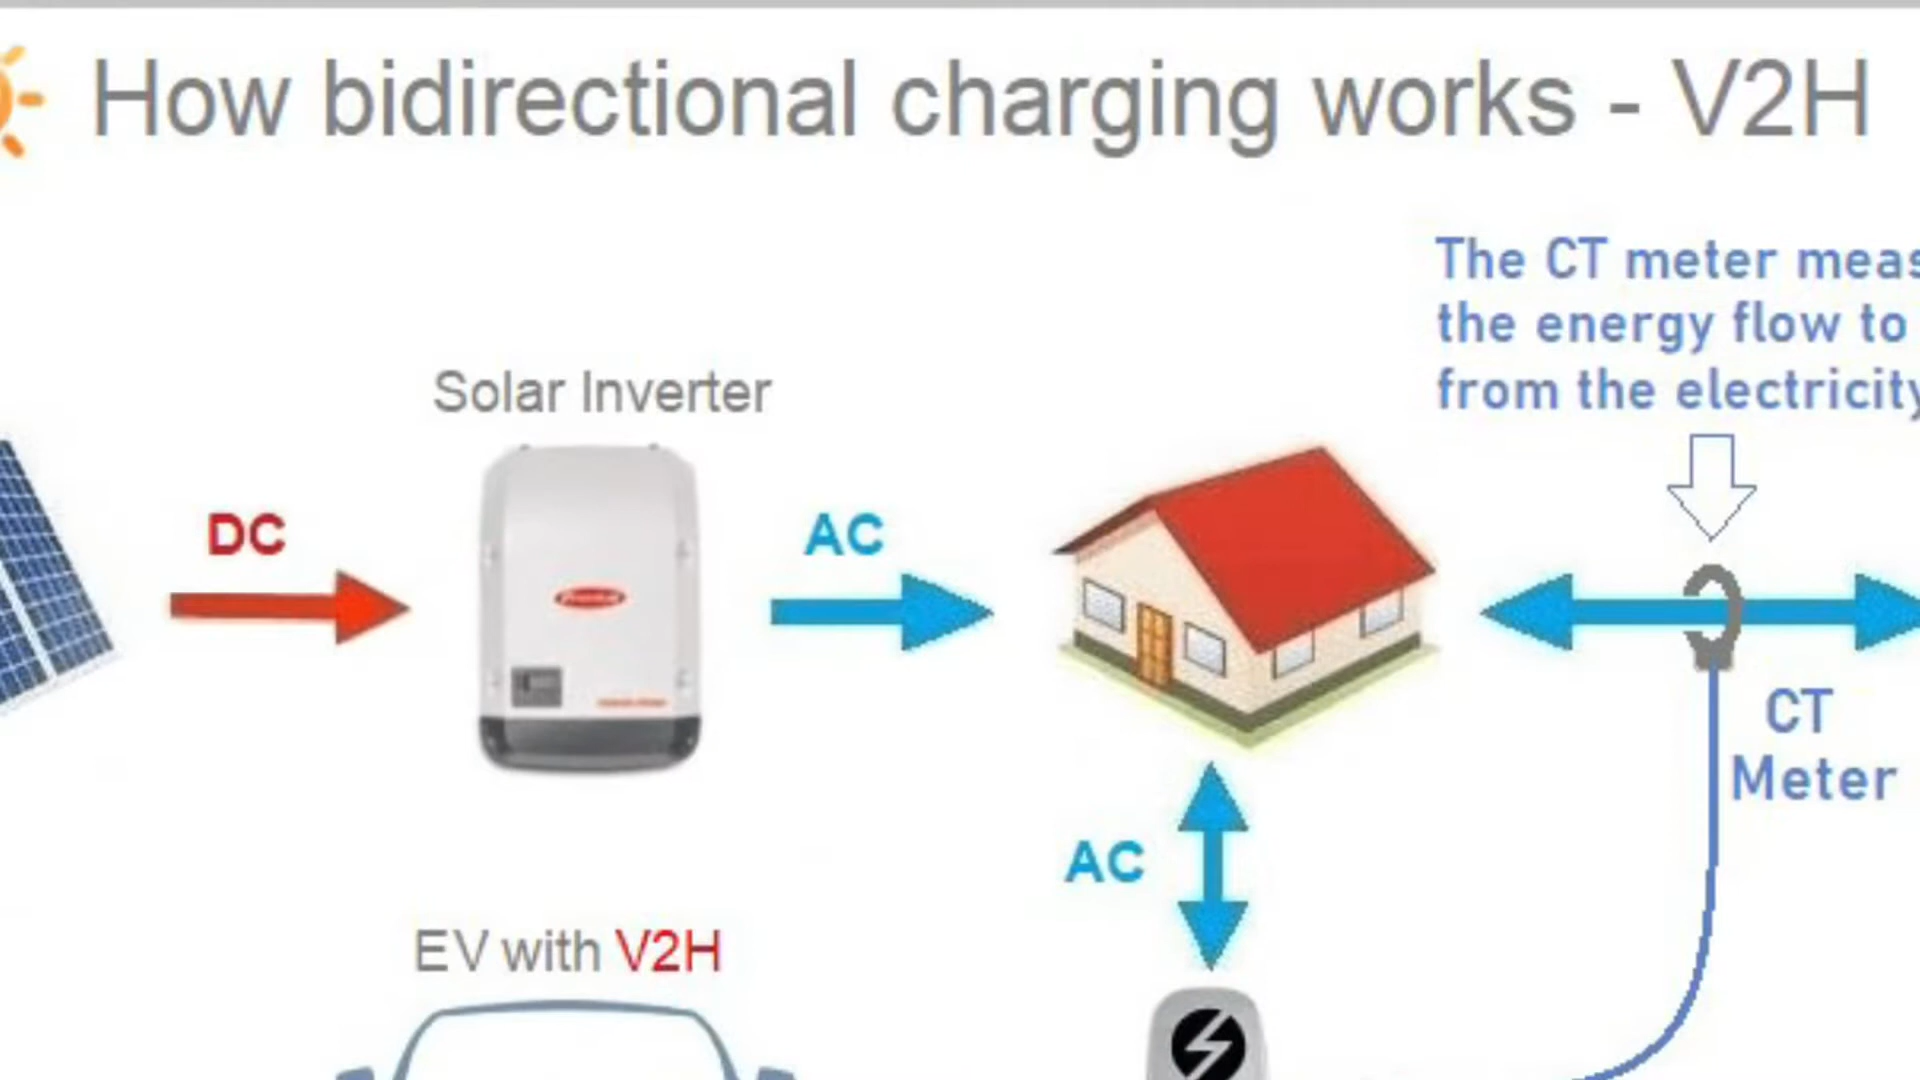 How bidirectional charging works - V2H
The CT meter meas
the energy flow to
from the electricity
Solar Inverter
DC
AC
CT
Meter
AC
EV with V2H